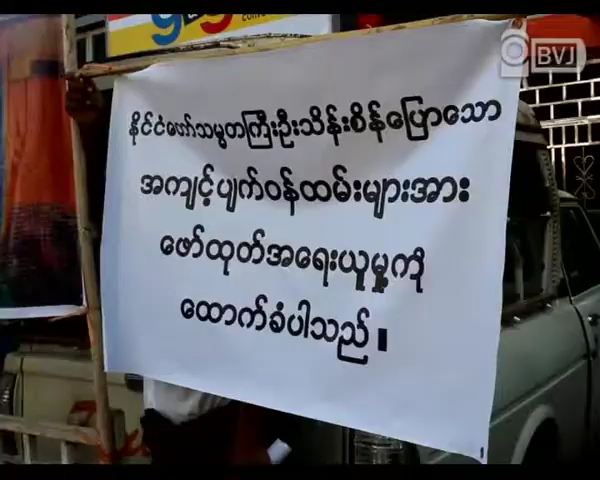 BVJ
နိုင်ငံတော်သမ္မတကြီးဦးသိန်းစိန်ပြောသော
အကျင့်ပျက်ဝန်ထမ်းများအား
ဖော်ထုတ်အရေးယူမှု့ကို
ထောက်ခံပါသည်။